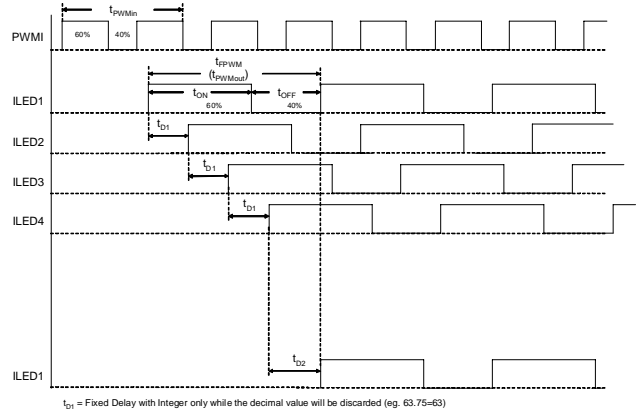 tPWMin
PWMI
60% 40%
tFPWM
(tPWMout)
tON tOFF
ILED1
60% 40%
tD1
ILED2
tD1
ILED3
tD1
ILED4
tD2
ILED1
tD1 = Fixed Delay with Integer only while the decimal value will be discarded (eg. 63.75=63)